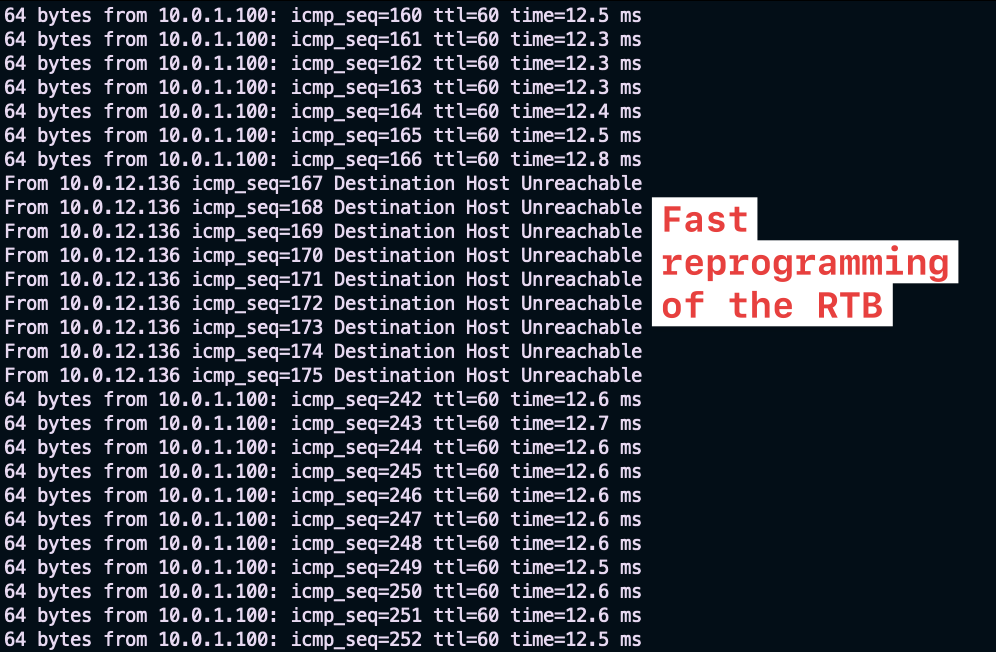 64 bytes from 10.0.1.100: icmp_seq=160 ttl=60 time=12.5 ms
64 bytes from 10.0.1.100: icmp_seq=161 ttl=60 time=12.3 ms
64 bytes from 10.0.1.100: icmp_seq=162 ttl=60 time=12.3 ms
64 bytes from 10.0.1.100: icmp_seq=163 ttl=60 time=12.3 ms
64 bytes from 10.0.1.100: icmp_seq=164 ttl=60 time=12.4 ms
64 bytes from 10.0.1.100: icmp_seq=165 ttl=60 time=12.5 ms
64 bytes from 10.0.1.100: icmp_seq=166 ttl=60 time=12.8 ms
From 10.0.12.136 icmp_seq=167 Destination Host Unreachable
From 10.0.12.136 icmp_seq=168 Destination Host Unreachable
From 10.0.12.136 icmp_seq=169 Destination Host Unreachable
From 10.0.12.136 icmp_seq=170 Destination Host Unreachable
From 10.0.12.136 icmp_seq=171 Destination Host Unreachable
From 10.0.12.136 icmp_seq=172 Destination Host Unreachable
From 10.0.12.136 icmp_seq=173 Destination Host Unreachable
From 10.0.12.136 icmp_seq=174 Destination Host Unreachable
From 10.0.12.136 icmp_seq=175 Destination Host Unreachable
64 bytes from 10.0.1.100: icmp_seq=242 ttl=60 time=12.6 ms
64 bytes from 10.0.1.100: icmp_seq=243 ttl=60 time=12.7 ms
64 bytes from 10.0.1.100: icmp_seq=244 ttl=60 time=12.6 ms
64 bytes from 10.0.1.100: icmp_seq=245 ttl=60 time=12.6 ms
64 bytes from 10.0.1.100: icmp_seq=246 ttl=60 time=12.6 ms
64 bytes from 10.0.1.100: icmp_seq=247 ttl=60 time=12.6 ms
64 bytes from 10.0.1.100: icmp_seq=248 ttl=60 time=12.6 ms
64 bytes from 10.0.1.100: icmp_seq=249 ttl=60 time=12.5 ms
64 bytes from 10.0.1.100: icmp_seq=250 ttl=60 time=12.6 ms
64 bytes from 10.0.1.100: icmp_seq=251 ttl=60 time=12.6 ms
64 bytes from 10.0.1.100: icmp_seq=252 ttl=60 time=12.5 ms
Fast
reprogramming
of the RTB